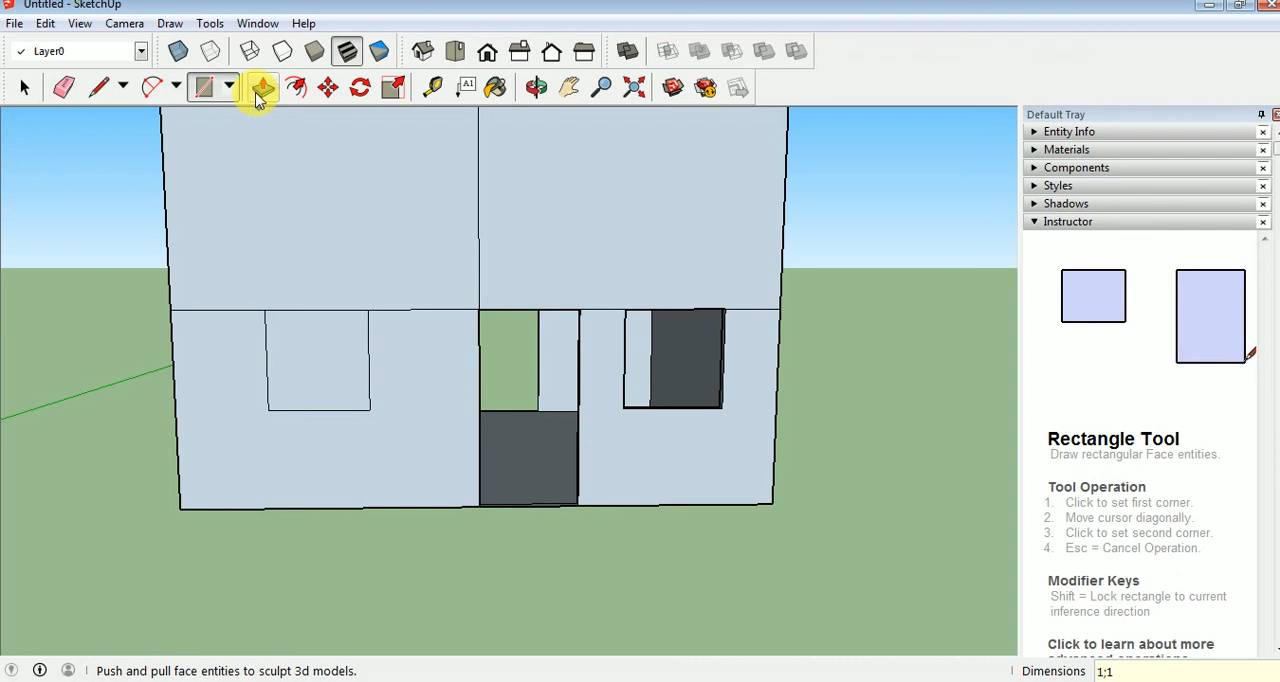 Untitled - SketchUp
File Edit View Camera Draw Tools Window Help
Layer0
A1
Default Tray
Entity Info
Materials
Components
Styles
Shadows
Instructor
Rectangle Tool
Draw rectangular Face entities.
Tool Operation
1. Click to set first corner.
2. Move cursor diagonally.
3. Click to set second corner.
4. Esc = Cancel Operation.
Modifier Keys
Shift = Lock rectangle to current
inference direction
Click to learn about more
Push and pull face entities to sculpt 3d models.
Dimensions 1;1